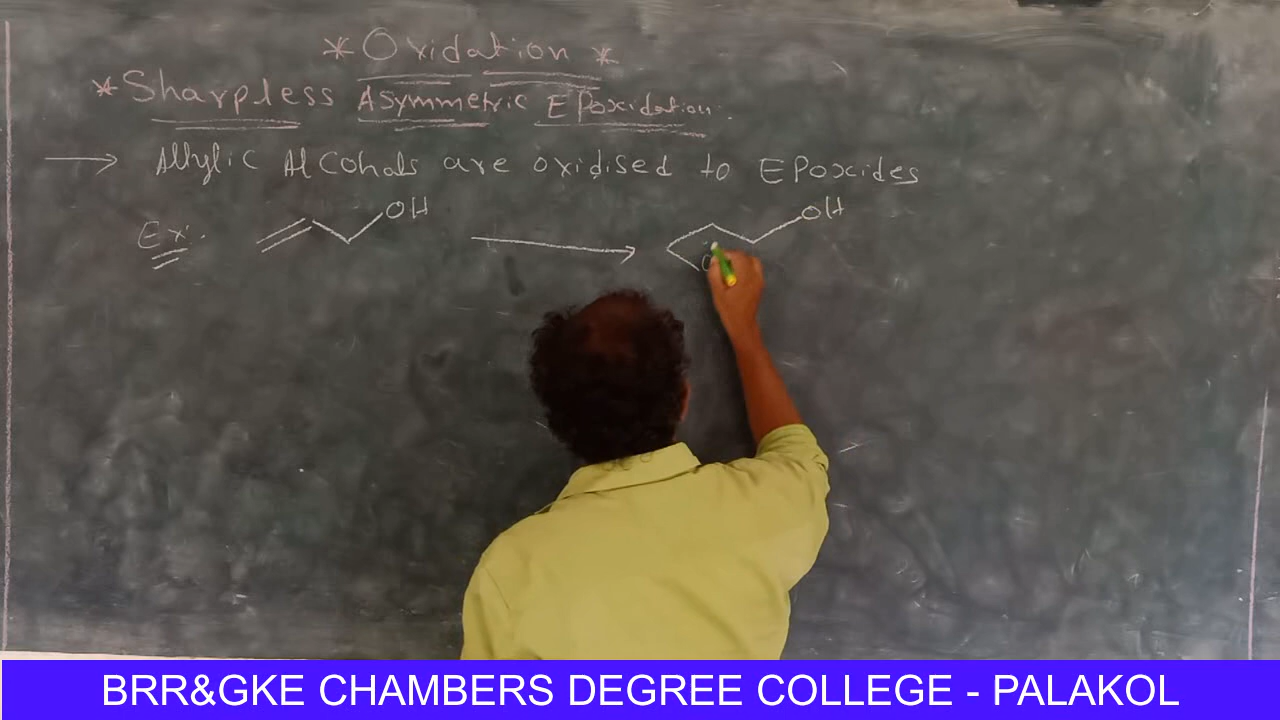 * Oxidation *
* Sharpless Asymmetric EPoxidation.
→ Allylic Alcohals are oxidised to EPoxides
Ex. OH → OH
O
BRR&GKE CHAMBERS DEGREE COLLEGE - PALAKOL